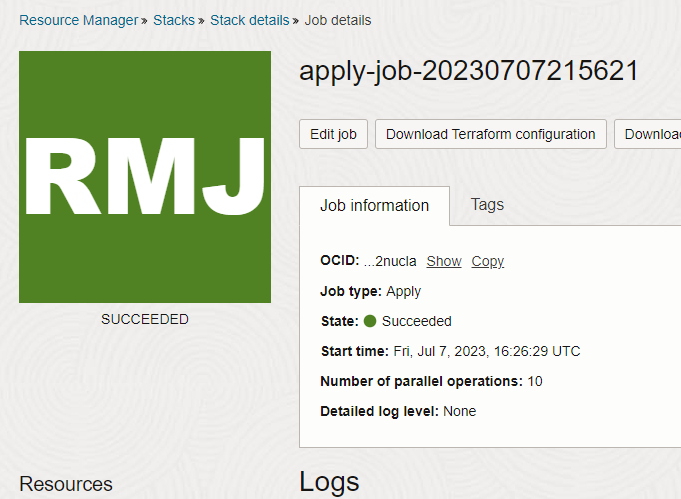 Resource Manager » Stacks » Stack details » Job details
RMJ
SUCCEEDED
apply-job-20230707215621
Edit job
Download Terraform configuration
Downloa
Job information
Tags
OCID: ...2nucla Show Copy
Job type: Apply
State: Succeeded
Start time: Fri, Jul 7, 2023, 16:26:29 UTC
Number of parallel operations: 10
Detailed log level: None
Resources
Logs